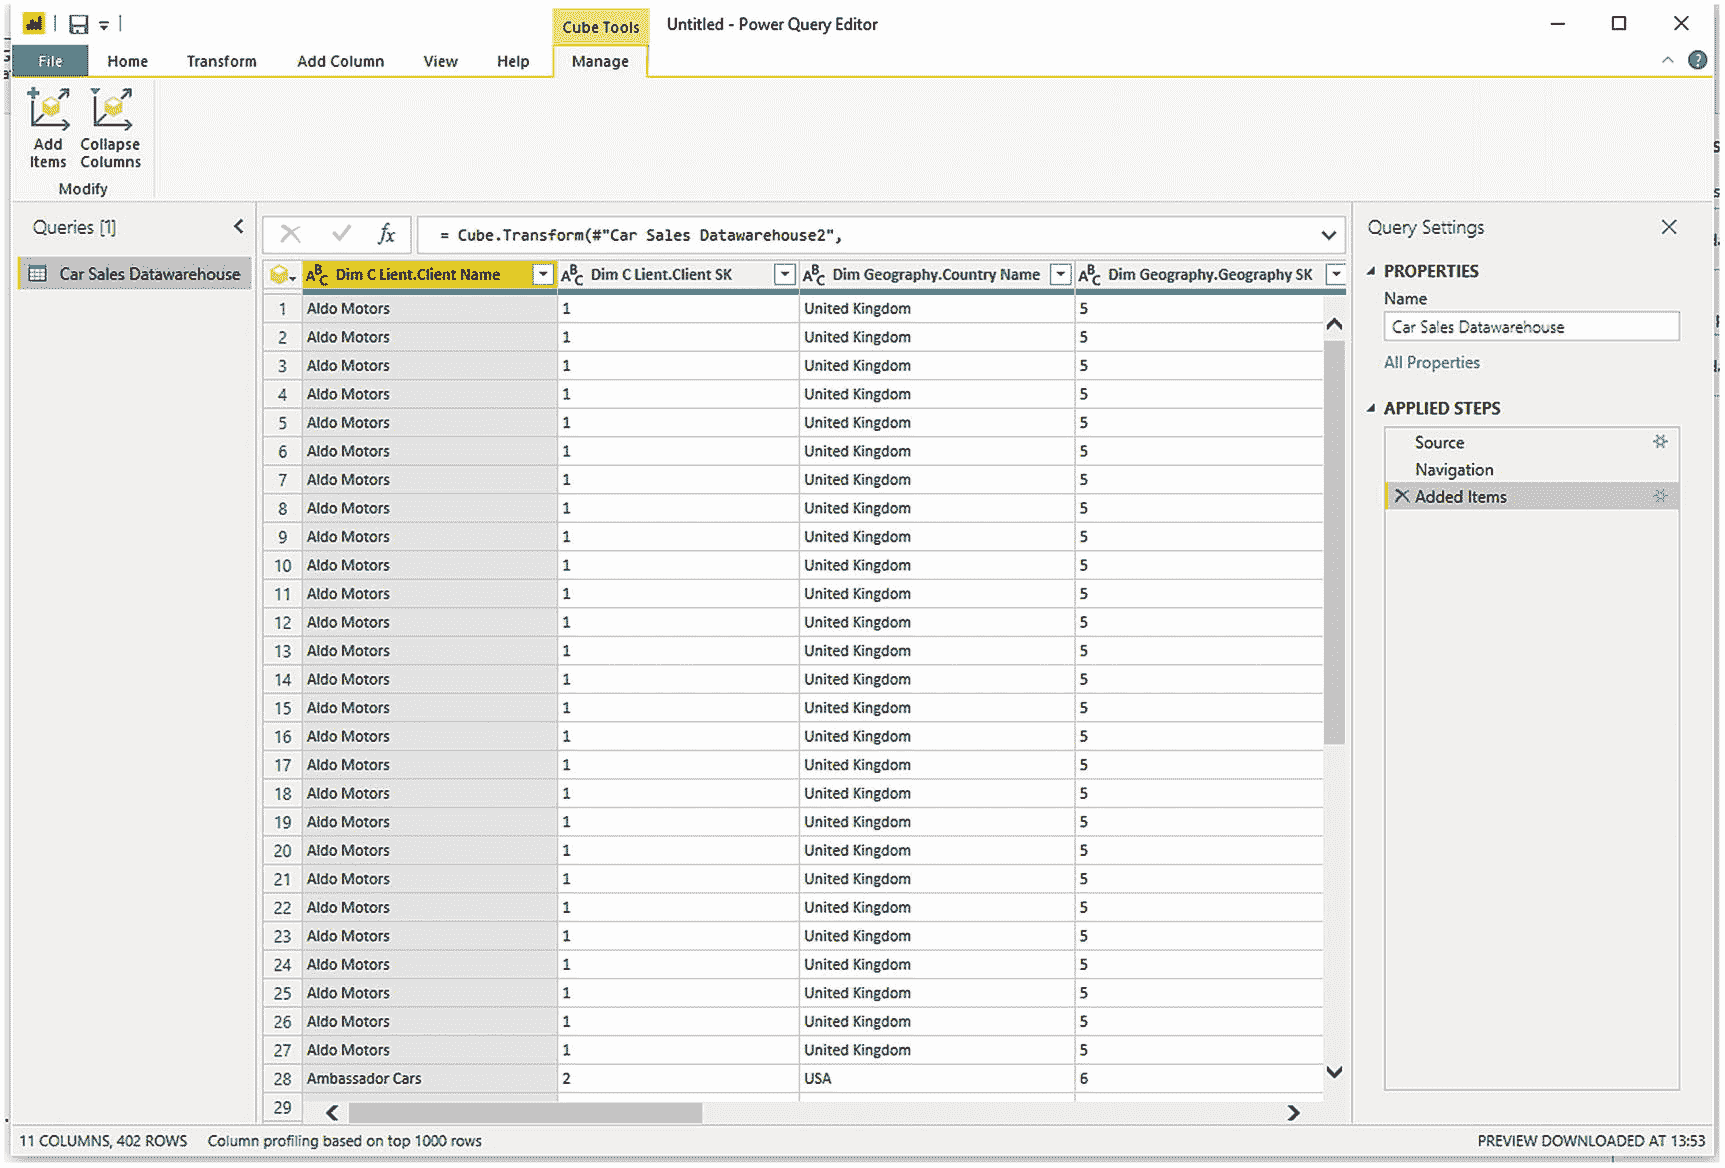 Cube Tools
Untitled - Power Query Editor
File Home Transform Add Column View Help Manage
?
Add Items
Collapse Columns
Modify
Queries [1]
Car Sales Datawarehouse
fx = Cube.Transform(#"Car Sales Datawarehouse2",
ABC Dim C Lient.Client Name ABC Dim C Lient.Client SK ABC Dim Geography.Country Name ABC Dim Geography.Geography SK
1 Aldo Motors 1 United Kingdom 5
2 Aldo Motors 1 United Kingdom 5
3 Aldo Motors 1 United Kingdom 5
4 Aldo Motors 1 United Kingdom 5
5 Aldo Motors 1 United Kingdom 5
6 Aldo Motors 1 United Kingdom 5
7 Aldo Motors 1 United Kingdom 5
8 Aldo Motors 1 United Kingdom 5
9 Aldo Motors 1 United Kingdom 5
10 Aldo Motors 1 United Kingdom 5
11 Aldo Motors 1 United Kingdom 5
12 Aldo Motors 1 United Kingdom 5
13 Aldo Motors 1 United Kingdom 5
14 Aldo Motors 1 United Kingdom 5
15 Aldo Motors 1 United Kingdom 5
16 Aldo Motors 1 United Kingdom 5
17 Aldo Motors 1 United Kingdom 5
18 Aldo Motors 1 United Kingdom 5
19 Aldo Motors 1 United Kingdom 5
20 Aldo Motors 1 United Kingdom 5
21 Aldo Motors 1 United Kingdom 5
22 Aldo Motors 1 United Kingdom 5
23 Aldo Motors 1 United Kingdom 5
24 Aldo Motors 1 United Kingdom 5
25 Aldo Motors 1 United Kingdom 5
26 Aldo Motors 1 United Kingdom 5
27 Aldo Motors 1 United Kingdom 5
28 Ambassador Cars 2 USA 6
29
Query Settings
PROPERTIES
Name
Car Sales Datawarehouse
All Properties
APPLIED STEPS
Source
Navigation
Added Items
11 COLUMNS, 402 ROWS Column profiling based on top 1000 rows
PREVIEW DOWNLOADED AT 13:53